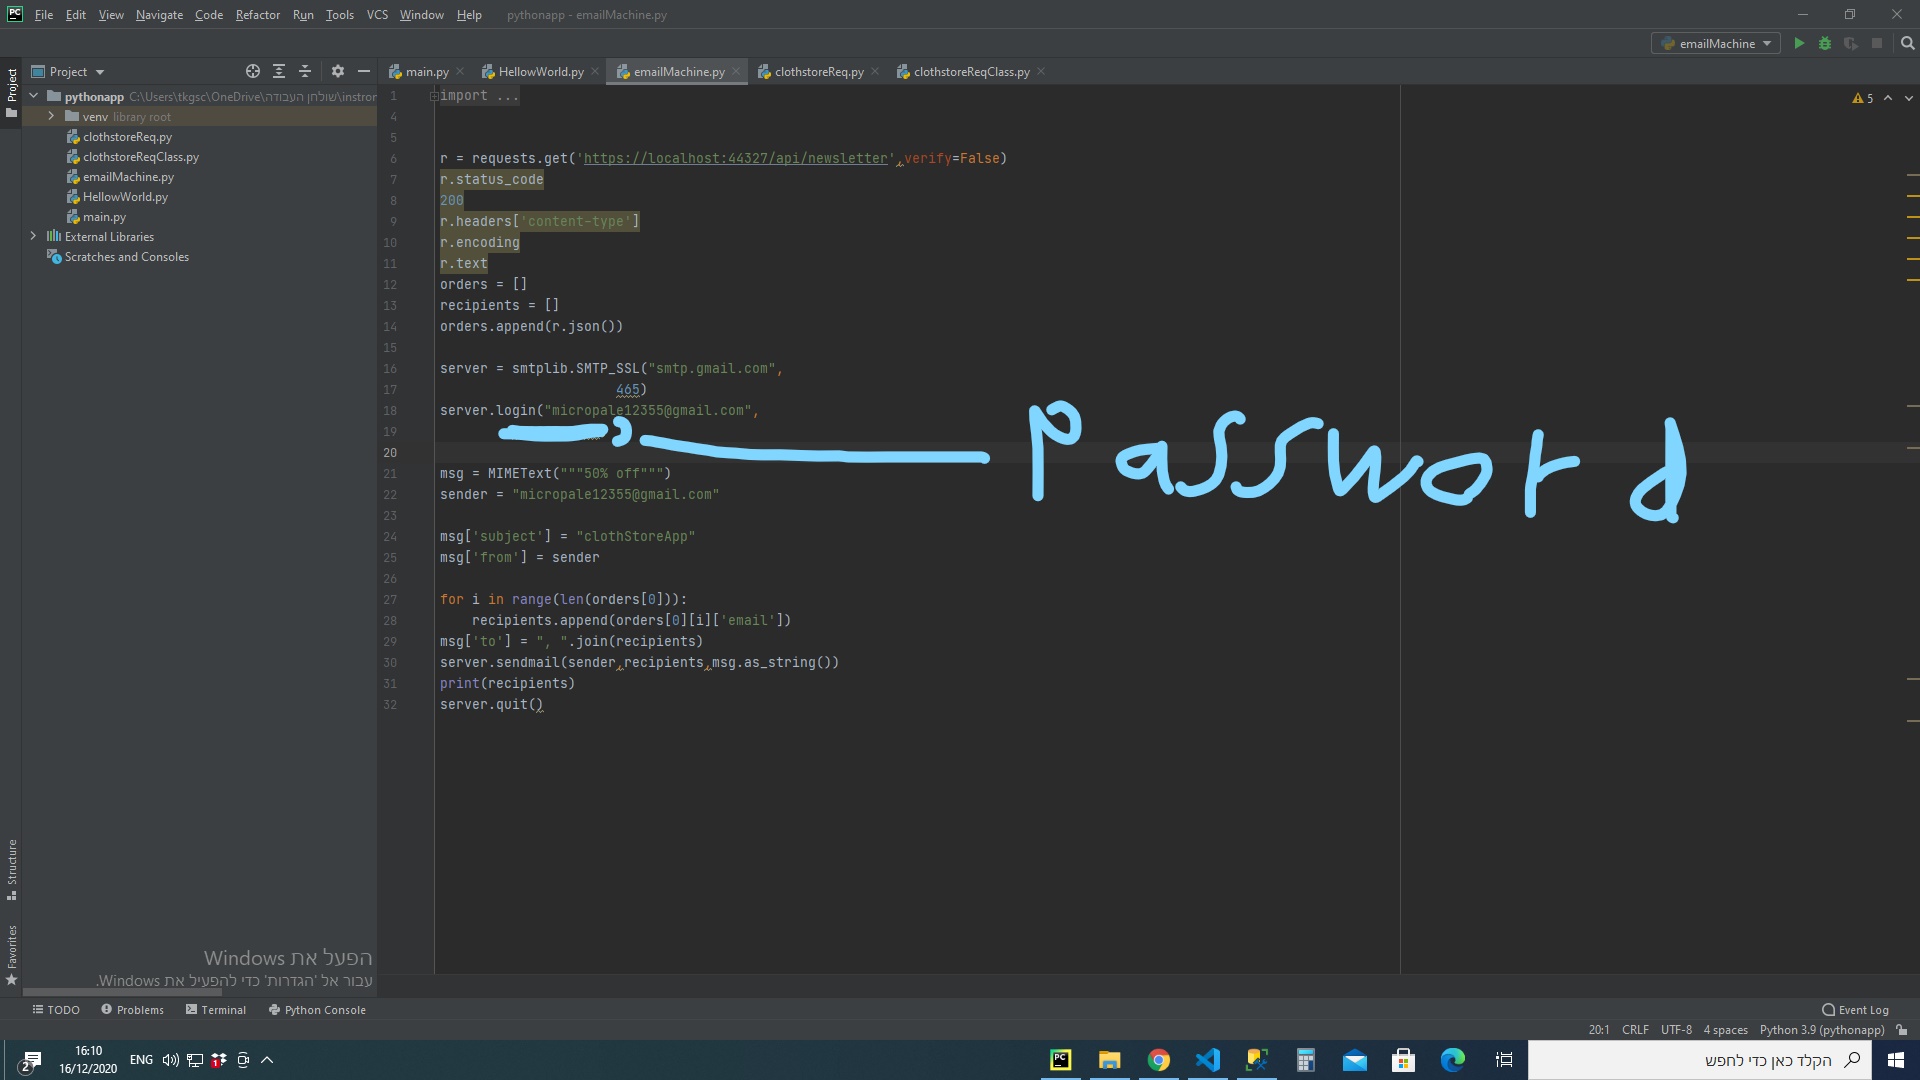 File Edit View Navigate Code Refactor Run Tools VCS Window Help pythonapp - emailMachine.py
emailMachine
Project
main.py HellowWorld.py emailMachine.py clothstoreReq.py clothstoreReqClass.py
Project
pythonapp C:\Users\tkgsc\OneDrive\שולחן העבודה\instron
venv library root
clothstoreReq.py
clothstoreReqClass.py
emailMachine.py
HellowWorld.py
main.py
External Libraries
Scratches and Consoles
5
1 import ...
4
5
6 r = requests.get('https://localhost:44327/api/newsletter',verify=False)
7 r.status_code
8 200
9 r.headers['content-type']
10 r.encoding
11 r.text
12 orders = []
13 recipients = []
14 orders.append(r.json())
15
16 server = smtplib.SMTP_SSL("smtp.gmail.com",
17 465)
18 server.login("micropale12355@gmail.com",
19
20
Password
21 msg = MIMEText("""50% off""")
22 sender = "micropale12355@gmail.com"
23
24 msg['subject'] = "clothStoreApp"
25 msg['from'] = sender
26
27 for i in range(len(orders[0])):
28 recipients.append(orders[0][i]['email'])
29 msg['to'] = ", ".join(recipients)
30 server.sendmail(sender,recipients,msg.as_string())
31 print(recipients)
32 server.quit()
Structure
Favorites
הפעל את Windows
עבור אל 'הגדרות' כדי להפעיל את Windows.
TODO Problems Terminal Python Console Event Log
20:1 CRLF UTF-8 4 spaces Python 3.9 (pythonapp)
2 16:10 ENG 1 PC הקלד כאן כדי לחפש
16/12/2020